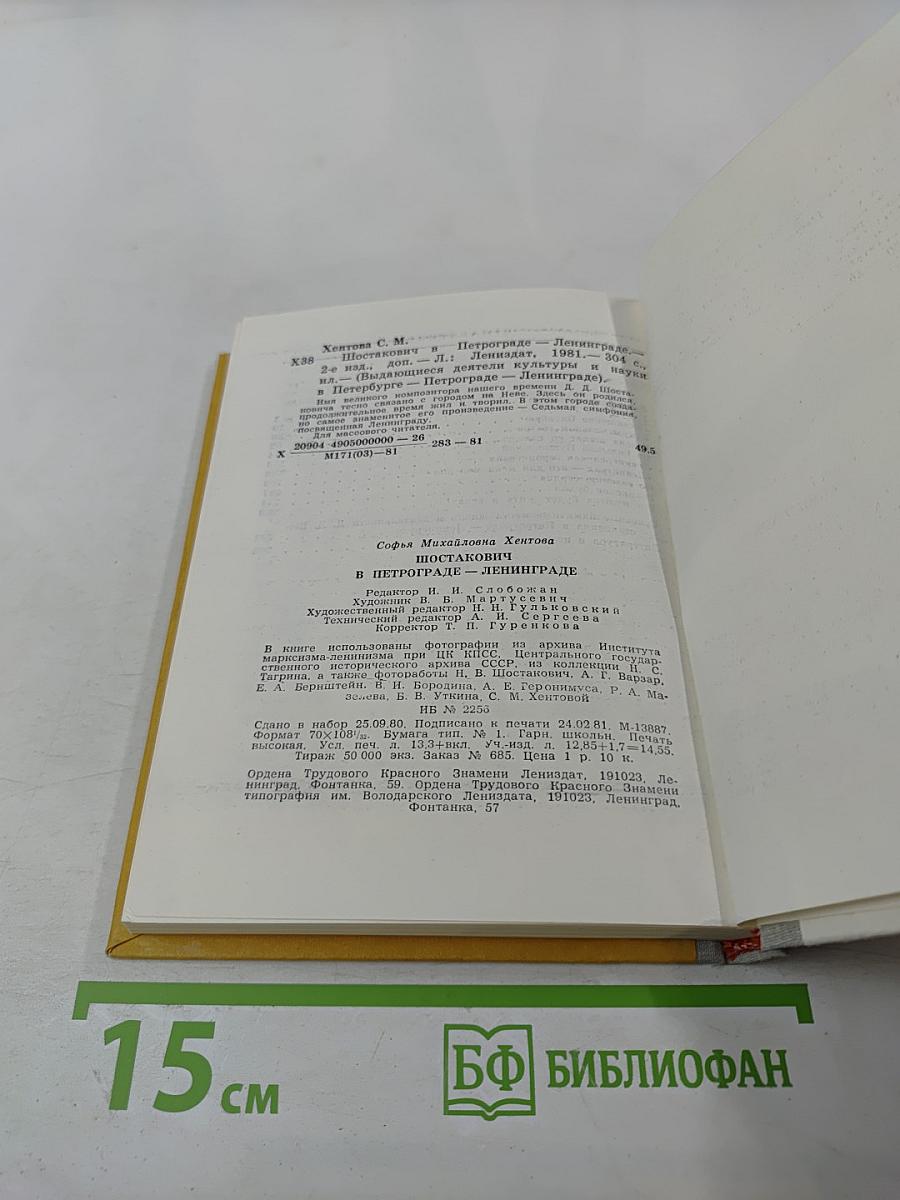 Хентова С. М.
Х38 Шостакович в Петрограде — Ленинграде.—
2-е изд., доп. — Л.: Лениздат, 1981.— 304 с.,
ил.— (Выдающиеся деятели культуры и науки
в Петербурге — Петрограде — Ленинграде).
Имя великого композитора нашего времени Д. Д. Шоста-
ковича тесно связано с городом на Неве. Здесь он родился,
продолжительное время жил и творил. В этом городе созда-
но самое знаменитое его произведение — Седьмая симфония,
посвященная Ленинграду.
Для массового читателя.
Х 20904·4905000000 — 26
М171(03)—81
283 — 81
49.5
Софья Михайловна Хентова
ШОСТАКОВИЧ
В ПЕТРОГРАДЕ — ЛЕНИНГРАДЕ
Редактор И. И. Слобожан
Художник В. Б. Мартусевич
Художественный редактор Н. Н. Гульковский
Технический редактор А. И. Сергеева
Корректор Т. П. Гуренкова
В книге использованы фотографии из архива Института
марксизма-ленинизма при ЦК КПСС, Центрального государ-
ственного исторического архива СССР, из коллекции Н. С.
Тагрина, а также фотоработы Н. В. Шостакович, А. Г. Варзар,
Е. А. Бернштейн, В. И. Бородина, А. Е. Геронимуса, Р. А. Ма-
зелева, Б. В. Уткина, С. М. Хентовой
ИБ № 2256
Сдано в набор 25.09.80. Подписано к печати 24.02.81. М-13887.
Формат 70×108¹/₃₂. Бумага тип. № 1. Гарн. школьн. Печать
высокая. Усл. печ. л. 13,3+вкл. Уч.-изд. л. 12,85+1,7=14,55.
Тираж 50 000 экз. Заказ № 685. Цена 1 р. 10 к.
Ордена Трудового Красного Знамени Лениздат, 191023, Ле-
нинград, Фонтанка, 59. Ордена Трудового Красного Знамени
типография им. Володарского Лениздата, 191023, Ленинград,
Фонтанка, 57
15 см
БФ БИБЛИОФАН